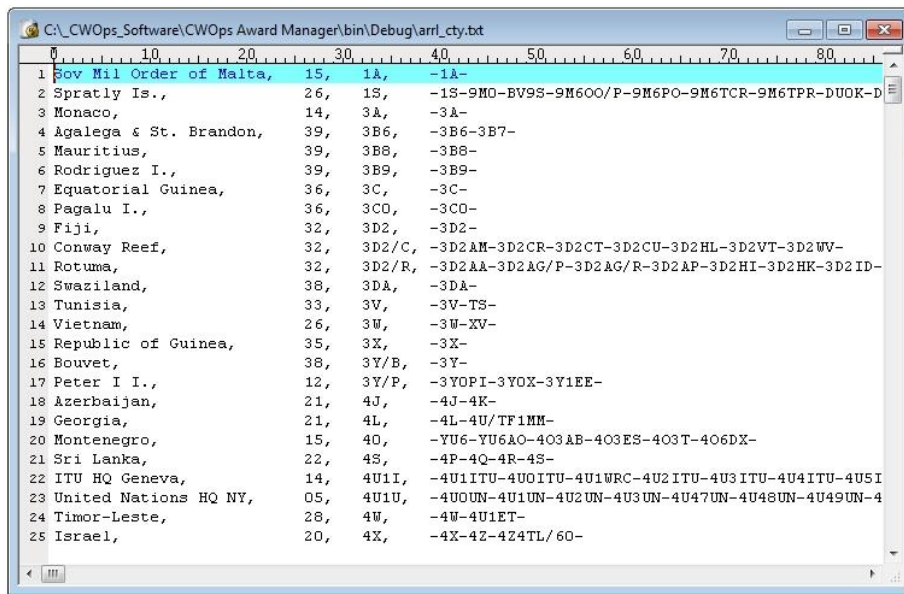 C:\_CWOps_Software\CWOps Award Manager\bin\Debug\arrl_cty.txt
0 10 20 30 40 50 60 70 80
1 Sov Mil Order of Malta, 15, 1A, -1A-
2 Spratly Is., 26, 1S, -1S-9M0-BV9S-9M6OO/P-9M6PO-9M6TCR-9M6TPR-DU0K-D
3 Monaco, 14, 3A, -3A-
4 Agalega & St. Brandon, 39, 3B6, -3B6-3B7-
5 Mauritius, 39, 3B8, -3B8-
6 Rodriguez I., 39, 3B9, -3B9-
7 Equatorial Guinea, 36, 3C, -3C-
8 Pagalu I., 36, 3C0, -3C0-
9 Fiji, 32, 3D2, -3D2-
10 Conway Reef, 32, 3D2/C, -3D2AM-3D2CR-3D2CT-3D2CU-3D2HL-3D2VT-3D2WV-
11 Rotuma, 32, 3D2/R, -3D2AA-3D2AG/P-3D2AG/R-3D2AP-3D2HI-3D2HK-3D2ID-
12 Swaziland, 38, 3DA, -3DA-
13 Tunisia, 33, 3V, -3V-TS-
14 Vietnam, 26, 3W, -3W-XV-
15 Republic of Guinea, 35, 3X, -3X-
16 Bouvet, 38, 3Y/B, -3Y-
17 Peter I I., 12, 3Y/P, -3Y0PI-3Y0X-3Y1EE-
18 Azerbaijan, 21, 4J, -4J-4K-
19 Georgia, 21, 4L, -4L-4U/TF1MM-
20 Montenegro, 15, 4O, -YU6-YU6AO-4O3AB-4O3ES-4O3T-4O6DX-
21 Sri Lanka, 22, 4S, -4P-4Q-4R-4S-
22 ITU HQ Geneva, 14, 4U1I, -4U1ITU-4U0ITU-4U1WRC-4U2ITU-4U3ITU-4U4ITU-4U5I
23 United Nations HQ NY, 05, 4U1U, -4U0UN-4U1UN-4U2UN-4U3UN-4U47UN-4U48UN-4U49UN-4
24 Timor-Leste, 28, 4W, -4W-4U1ET-
25 Israel, 20, 4X, -4X-4Z-4Z4TL/6O-